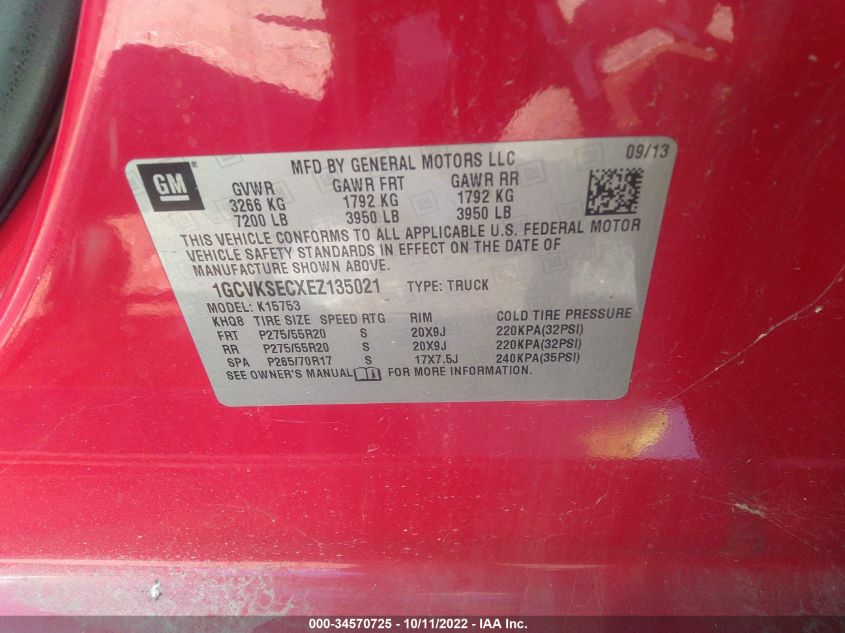 GM
®
MFD BY GENERAL MOTORS LLC 09/13
GVWR GAWR FRT GAWR RR
3266 KG 1792 KG 1792 KG
7200 LB 3950 LB 3950 LB
THIS VEHICLE CONFORMS TO ALL APPLICABLE U.S. FEDERAL MOTOR
VEHICLE SAFETY STANDARDS IN EFFECT ON THE DATE OF
MANUFACTURE SHOWN ABOVE.
1GCVKSECXEZ135021 TYPE: TRUCK
MODEL: K15753
KHQ8 TIRE SIZE SPEED RTG RIM COLD TIRE PRESSURE
FRT P275/55R20 S 20X9J 220KPA(32PSI)
RR P275/55R20 S 20X9J 220KPA(32PSI)
SPA P265/70R17 S 17X7.5J 240KPA(35PSI)
SEE OWNER'S MANUAL FOR MORE INFORMATION.
000-34570725 - 10/11/2022 - IAA Inc.